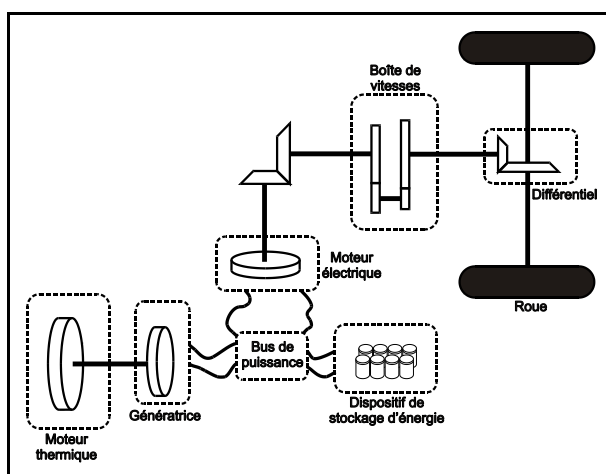 Boîte de
vitesses
Différentiel
Moteur
électrique
Roue
Bus de
puissance
Génératrice
Dispositif de
stockage d'énergie
Moteur
thermique